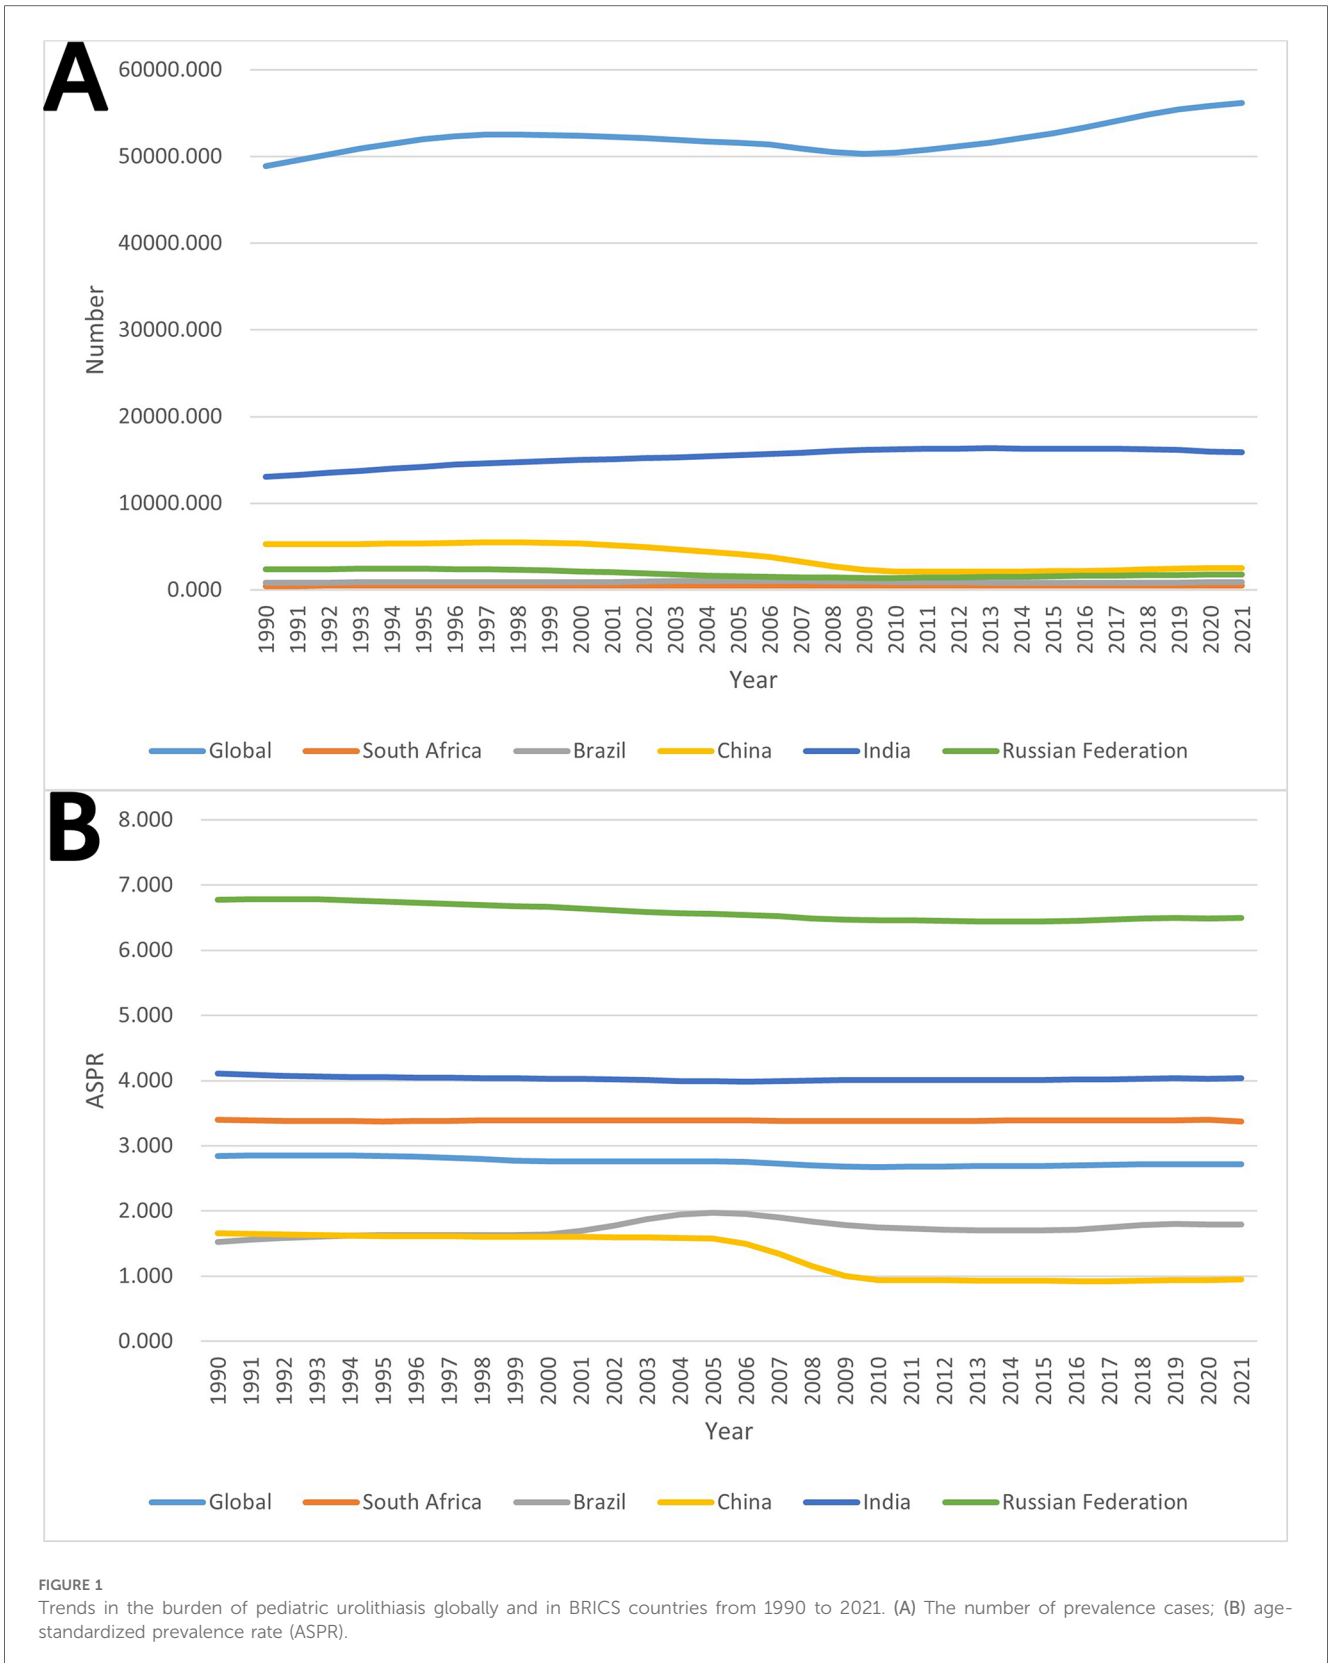 A
60000.000
50000.000
40000.000
30000.000
20000.000
10000.000
0.000
Number
1990 1991 1992 1993 1994 1995 1996 1997 1998 1999 2000 2001 2002 2003 2004 2005 2006 2007 2008 2009 2010 2011 2012 2013 2014 2015 2016 2017 2018 2019 2020 2021
Year
Global South Africa Brazil China India Russian Federation
B
8.000
7.000
6.000
5.000
4.000
3.000
2.000
1.000
0.000
ASPR
1990 1991 1992 1993 1994 1995 1996 1997 1998 1999 2000 2001 2002 2003 2004 2005 2006 2007 2008 2009 2010 2011 2012 2013 2014 2015 2016 2017 2018 2019 2020 2021
Year
Global South Africa Brazil China India Russian Federation
FIGURE 1
Trends in the burden of pediatric urolithiasis globally and in BRICS countries from 1990 to 2021. (A) The number of prevalence cases; (B) age-
standardized prevalence rate (ASPR).